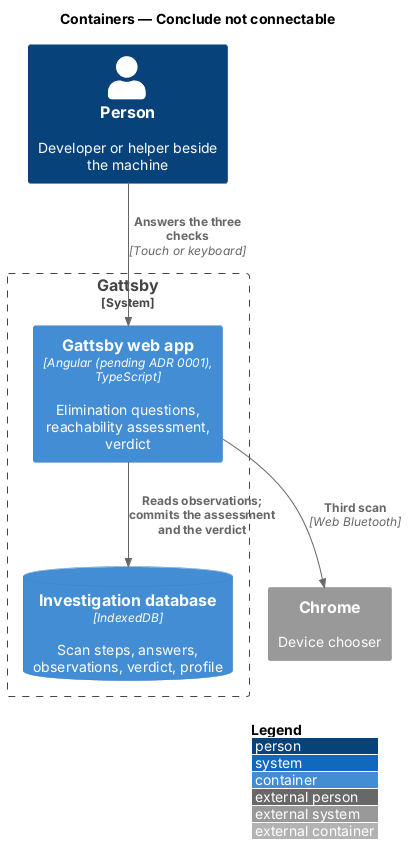 Containers — Conclude not connectable
Person
Developer or helper beside
the machine
Answers the three
checks
[Touch or keyboard]
Gattsby
[System]
Gattsby web app
[Angular (pending ADR 0001),
TypeScript]
Elimination questions,
reachability assessment,
verdict
Reads observations;
commits the assessment
and the verdict
Third scan
[Web Bluetooth]
Investigation database
[IndexedDB]
Scan steps, answers,
observations, verdict, profile
Chrome
Device chooser
Legend
person
system
container
external person
external system
external container